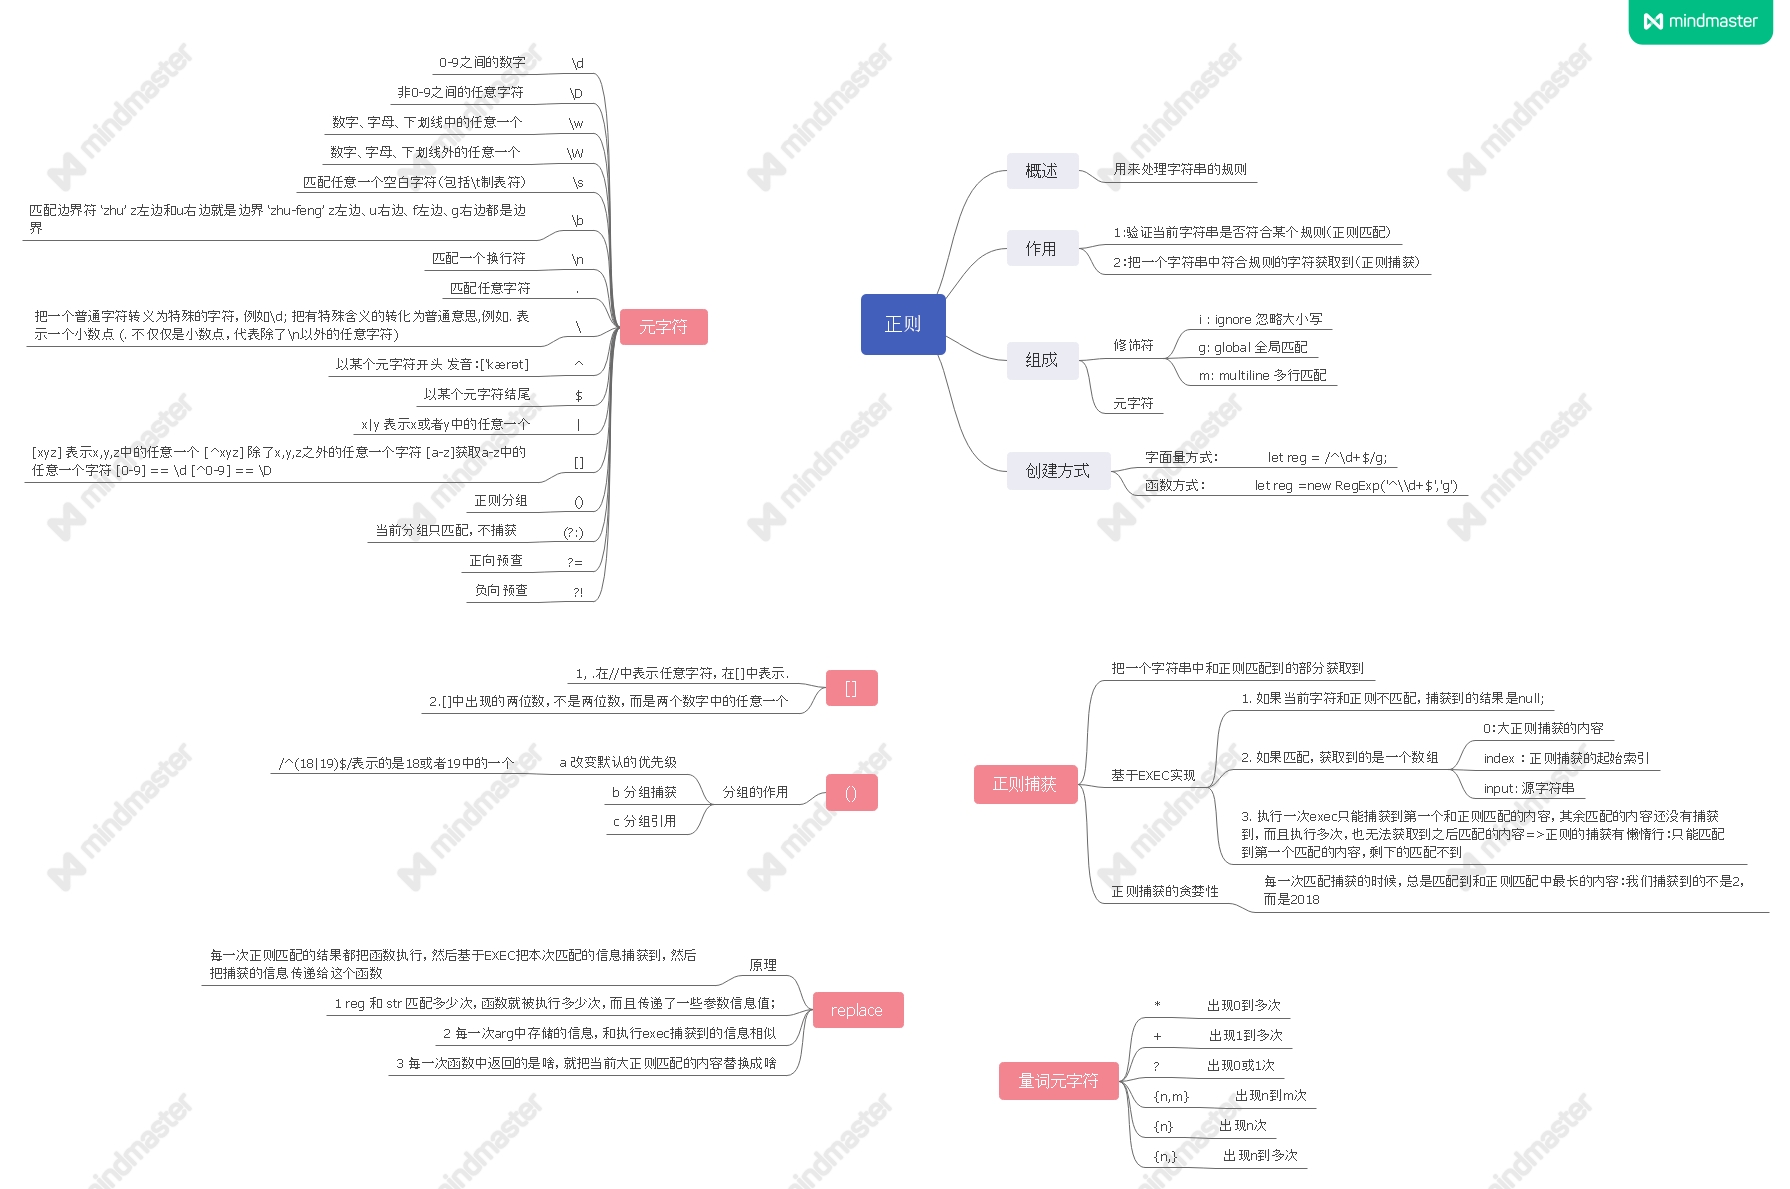 mindmaster
正则
概述
用来处理字符串的规则
作用
1:验证当前字符串是否符合某个规则(正则匹配)
2:把一个字符串中符合规则的字符获取到(正则捕获)
组成
修饰符
i : ignore 忽略大小写
g: global 全局匹配
m: multiline 多行匹配
元字符
创建方式
字面量方式: let reg = /^\d+$/g;
函数方式: let reg =new RegExp('^\\d+$','g')
元字符
0-9之间的数字 \d
非0-9之间的任意字符 \D
数字、字母、下划线中的任意一个 \w
数字、字母、下划线外的任意一个 \W
匹配任意一个空白字符(包括\t制表符) \s
匹配边界符 'zhu' z左边和u右边就是边界 'zhu-feng' z左边、u右边、f左边、g右边都是边
界
\b
匹配一个换行符 \n
匹配任意字符 .
把一个普通字符转义为特殊的字符，例如\d; 把有特殊含义的转化为普通意思,例如. 表
示一个小数点 (. 不仅仅是小数点，代表除了\n以外的任意字符)
\
以某个元字符开头 发音:['kærət] ^
以某个元字符结尾 $
x|y 表示x或者y中的任意一个 |
[xyz] 表示x,y,z中的任意一个 [^xyz] 除了x,y,z之外的任意一个字符 [a-z]获取a-z中的
任意一个字符 [0-9] == \d [^0-9] == \D
[]
正则分组 ()
当前分组只匹配，不捕获 (?:)
正向预查 ?=
负向预查 ?!
[]
1, .在//中表示任意字符，在[]中表示.
2.[]中出现的两位数，不是两位数，而是两个数字中的任意一个
()
分组的作用
a 改变默认的优先级
/^(18|19)$/表示的是18或者19中的一个
b 分组捕获
c 分组引用
正则捕获
把一个字符串中和正则匹配到的部分获取到
基于EXEC实现
1. 如果当前字符和正则不匹配，捕获到的结果是null;
2. 如果匹配，获取到的是一个数组
0:大正则捕获的内容
index：正则捕获的起始索引
input: 源字符串
3. 执行一次exec只能捕获到第一个和正则匹配的内容，其余匹配的内容还没有捕获
到，而且执行多次，也无法获取到之后匹配的内容=>正则的捕获有懒惰行:只能匹配
到第一个匹配的内容，剩下的匹配不到
正则捕获的贪婪性
每一次匹配捕获的时候，总是匹配到和正则匹配中最长的内容:我们捕获到的不是2，
而是2018
replace
原理
每一次正则匹配的结果都把函数执行，然后基于EXEC把本次匹配的信息捕获到，然后
把捕获的信息传递给这个函数
1 reg 和 str 匹配多少次，函数就被执行多少次，而且传递了一些参数信息值;
2 每一次arg中存储的信息，和执行exec捕获到的信息相似
3 每一次函数中返回的是啥，就把当前大正则匹配的内容替换成啥
量词元字符
* 出现0到多次
+ 出现1到多次
? 出现0或1次
{n,m} 出现n到m次
{n} 出现n次
{n,} 出现n到多次